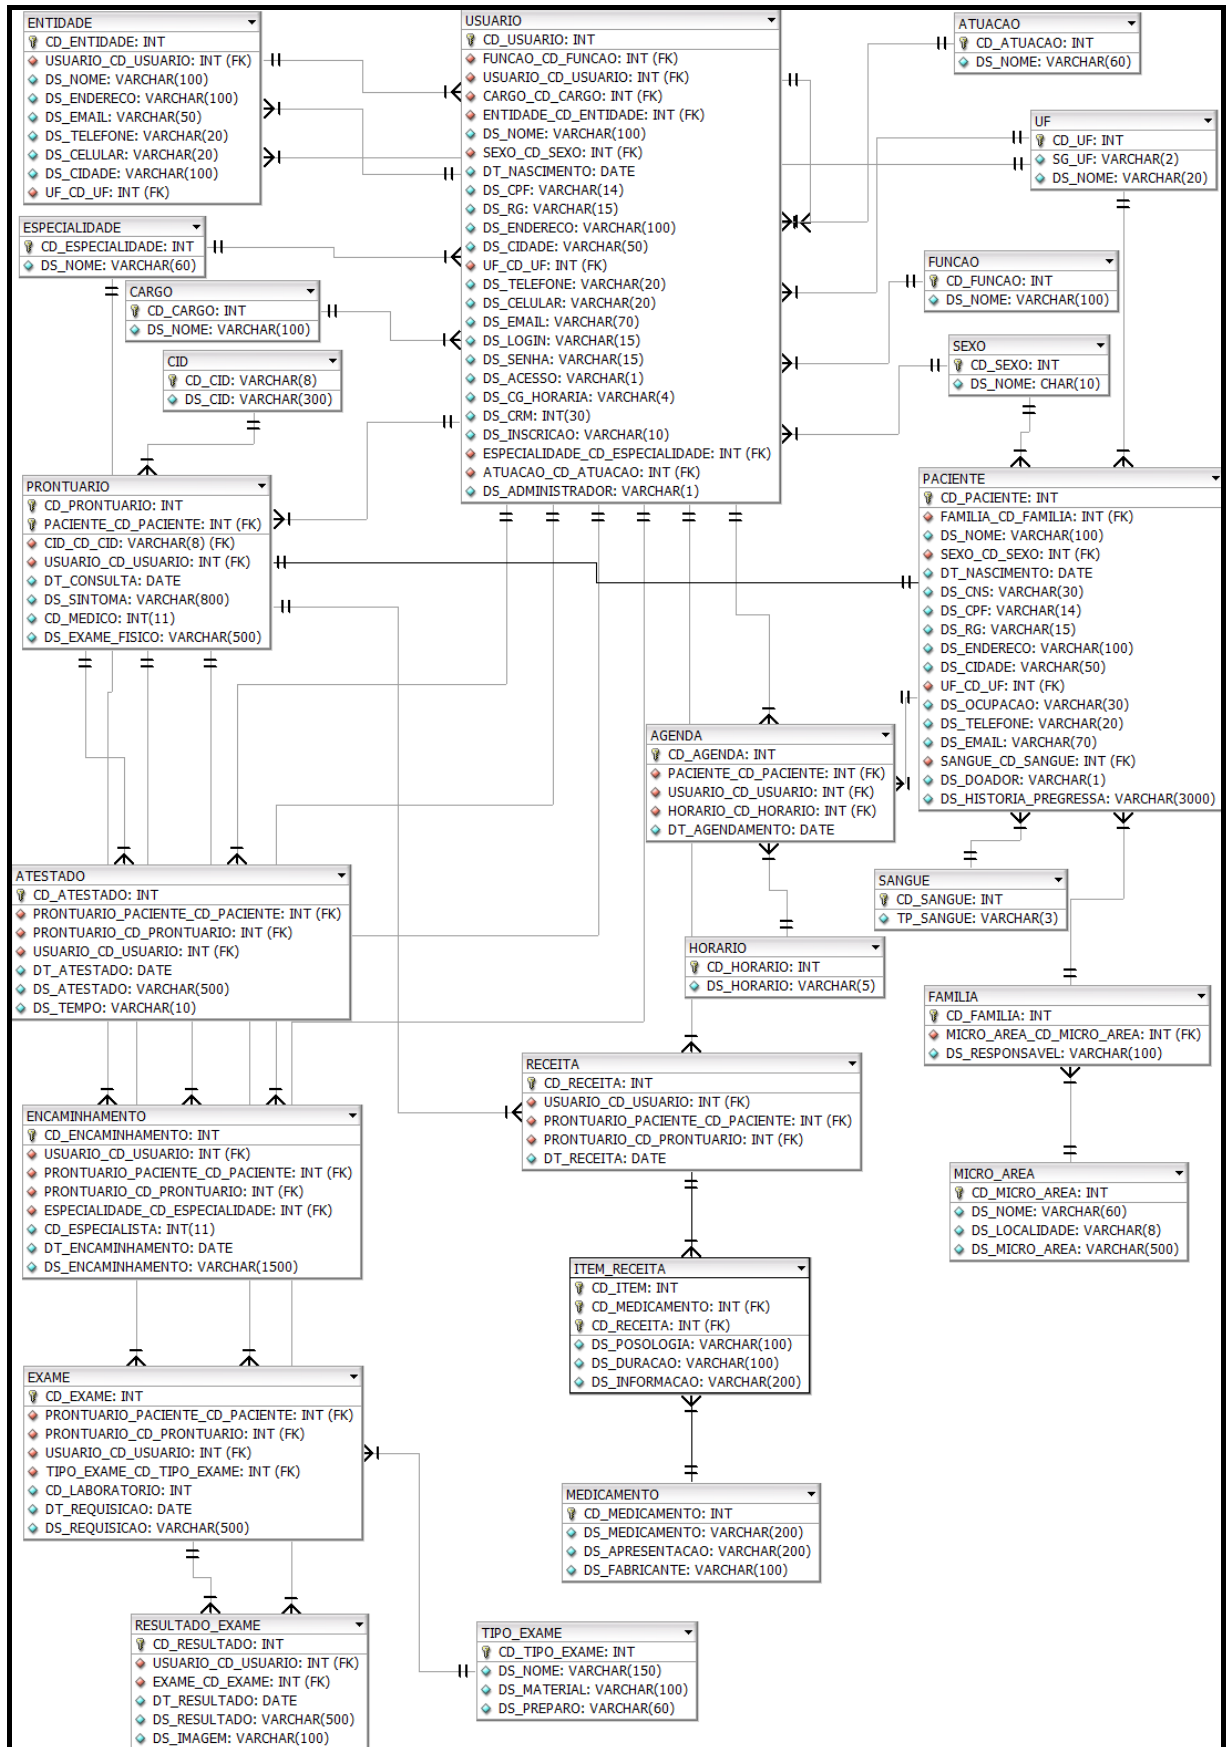 ENTIDADE
CD_ENTIDADE: INT
USUARIO_CD_USUARIO: INT (FK)
DS_NOME: VARCHAR(100)
DS_ENDERECO: VARCHAR(100)
DS_EMAIL: VARCHAR(50)
DS_TELEFONE: VARCHAR(20)
DS_CELULAR: VARCHAR(20)
DS_CIDADE: VARCHAR(100)
UF_CD_UF: INT (FK)
USUARIO
CD_USUARIO: INT
FUNCAO_CD_FUNCAO: INT (FK)
USUARIO_CD_USUARIO: INT (FK)
CARGO_CD_CARGO: INT (FK)
ENTIDADE_CD_ENTIDADE: INT (FK)
DS_NOME: VARCHAR(100)
SEXO_CD_SEXO: INT (FK)
DT_NASCIMENTO: DATE
DS_CPF: VARCHAR(14)
DS_RG: VARCHAR(15)
DS_ENDERECO: VARCHAR(100)
DS_CIDADE: VARCHAR(50)
UF_CD_UF: INT (FK)
DS_TELEFONE: VARCHAR(20)
DS_CELULAR: VARCHAR(20)
DS_EMAIL: VARCHAR(70)
DS_LOGIN: VARCHAR(15)
DS_SENHA: VARCHAR(15)
DS_ACESSO: VARCHAR(1)
DS_CG_HORARIA: VARCHAR(4)
DS_CRM: INT(30)
DS_INSCRICAO: VARCHAR(10)
ESPECIALIDADE_CD_ESPECIALIDADE: INT (FK)
ATUACAO_CD_ATUACAO: INT (FK)
DS_ADMINISTRADOR: VARCHAR(1)
ATUACAO
CD_ATUACAO: INT
DS_NOME: VARCHAR(60)
UF
CD_UF: INT
SG_UF: VARCHAR(2)
DS_NOME: VARCHAR(20)
ESPECIALIDADE
CD_ESPECIALIDADE: INT
DS_NOME: VARCHAR(60)
CARGO
CD_CARGO: INT
DS_NOME: VARCHAR(100)
FUNCAO
CD_FUNCAO: INT
DS_NOME: VARCHAR(100)
CID
CD_CID: VARCHAR(8)
DS_CID: VARCHAR(300)
SEXO
CD_SEXO: INT
DS_NOME: CHAR(10)
PRONTUARIO
CD_PRONTUARIO: INT
PACIENTE_CD_PACIENTE: INT (FK)
CID_CD_CID: VARCHAR(8) (FK)
USUARIO_CD_USUARIO: INT (FK)
DT_CONSULTA: DATE
DS_SINTOMA: VARCHAR(800)
CD_MEDICO: INT(11)
DS_EXAME_FISICO: VARCHAR(500)
PACIENTE
CD_PACIENTE: INT
FAMILIA_CD_FAMILIA: INT (FK)
DS_NOME: VARCHAR(100)
SEXO_CD_SEXO: INT (FK)
DT_NASCIMENTO: DATE
DS_CNS: VARCHAR(30)
DS_CPF: VARCHAR(14)
DS_RG: VARCHAR(15)
DS_ENDERECO: VARCHAR(100)
DS_CIDADE: VARCHAR(50)
UF_CD_UF: INT (FK)
DS_OCUPACAO: VARCHAR(30)
DS_TELEFONE: VARCHAR(20)
DS_EMAIL: VARCHAR(70)
SANGUE_CD_SANGUE: INT (FK)
DS_DOADOR: VARCHAR(1)
DS_HISTORIA_PREGRESSA: VARCHAR(3000)
AGENDA
CD_AGENDA: INT
PACIENTE_CD_PACIENTE: INT (FK)
USUARIO_CD_USUARIO: INT (FK)
HORARIO_CD_HORARIO: INT (FK)
DT_AGENDAMENTO: DATE
ATESTADO
CD_ATESTADO: INT
PRONTUARIO_PACIENTE_CD_PACIENTE: INT (FK)
PRONTUARIO_CD_PRONTUARIO: INT (FK)
USUARIO_CD_USUARIO: INT (FK)
DT_ATESTADO: DATE
DS_ATESTADO: VARCHAR(500)
DS_TEMPO: VARCHAR(10)
SANGUE
CD_SANGUE: INT
TP_SANGUE: VARCHAR(3)
HORARIO
CD_HORARIO: INT
DS_HORARIO: VARCHAR(5)
FAMILIA
CD_FAMILIA: INT
MICRO_AREA_CD_MICRO_AREA: INT (FK)
DS_RESPONSAVEL: VARCHAR(100)
RECEITA
CD_RECEITA: INT
USUARIO_CD_USUARIO: INT (FK)
PRONTUARIO_PACIENTE_CD_PACIENTE: INT (FK)
PRONTUARIO_CD_PRONTUARIO: INT (FK)
DT_RECEITA: DATE
ENCAMINHAMENTO
CD_ENCAMINHAMENTO: INT
USUARIO_CD_USUARIO: INT (FK)
PRONTUARIO_PACIENTE_CD_PACIENTE: INT (FK)
PRONTUARIO_CD_PRONTUARIO: INT (FK)
ESPECIALIDADE_CD_ESPECIALIDADE: INT (FK)
CD_ESPECIALISTA: INT(11)
DT_ENCAMINHAMENTO: DATE
DS_ENCAMINHAMENTO: VARCHAR(1500)
MICRO_AREA
CD_MICRO_AREA: INT
DS_NOME: VARCHAR(60)
DS_LOCALIDADE: VARCHAR(8)
DS_MICRO_AREA: VARCHAR(500)
ITEM_RECEITA
CD_ITEM: INT
CD_MEDICAMENTO: INT (FK)
CD_RECEITA: INT (FK)
DS_POSOLOGIA: VARCHAR(100)
DS_DURACAO: VARCHAR(100)
DS_INFORMACAO: VARCHAR(200)
EXAME
CD_EXAME: INT
PRONTUARIO_PACIENTE_CD_PACIENTE: INT (FK)
PRONTUARIO_CD_PRONTUARIO: INT (FK)
USUARIO_CD_USUARIO: INT (FK)
TIPO_EXAME_CD_TIPO_EXAME: INT (FK)
CD_LABORATORIO: INT
DT_REQUISICAO: DATE
DS_REQUISICAO: VARCHAR(500)
MEDICAMENTO
CD_MEDICAMENTO: INT
DS_MEDICAMENTO: VARCHAR(200)
DS_APRESENTACAO: VARCHAR(200)
DS_FABRICANTE: VARCHAR(100)
RESULTADO_EXAME
CD_RESULTADO: INT
USUARIO_CD_USUARIO: INT (FK)
EXAME_CD_EXAME: INT (FK)
DT_RESULTADO: DATE
DS_RESULTADO: VARCHAR(500)
DS_IMAGEM: VARCHAR(100)
TIPO_EXAME
CD_TIPO_EXAME: INT
DS_NOME: VARCHAR(150)
DS_MATERIAL: VARCHAR(100)
DS_PREPARO: VARCHAR(60)